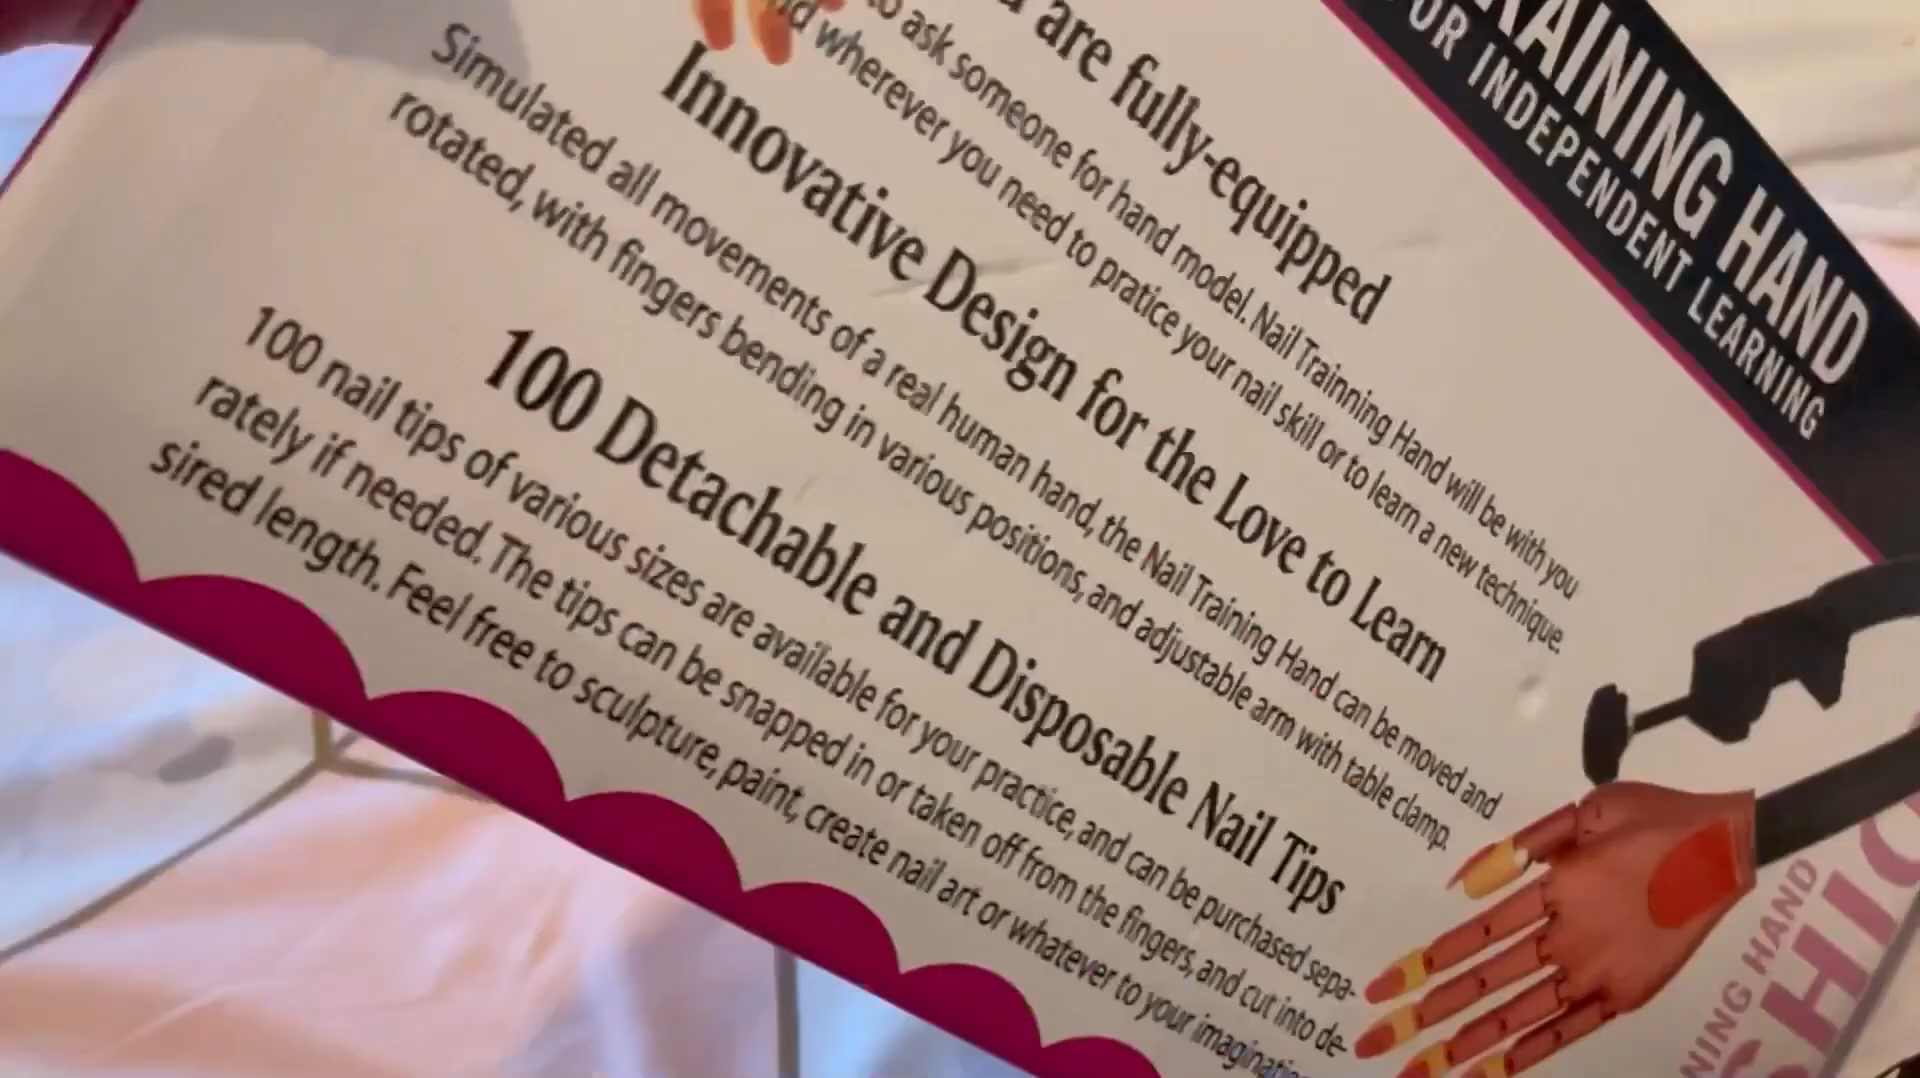 RAINING HAND
FOR INDEPENDENT LEARNING
are fully-equipped
to ask someone for hand model. Nail Trainning Hand will be with you
wherever you need to pratice your nail skill or to learn a new technique.
Innovative Design for the Love to Learn
Simulated all movements of a real human hand, the Nail Training Hand can be moved and
rotated, with fingers bending in various positions, and adjustable arm with table clamp.
100 Detachable and Disposable Nail Tips
100 nail tips of various sizes are available for your practice, and can be purchased sepa-
rately if needed. The tips can be snapped in or taken off from the fingers, and cut into de-
sired length. Feel free to sculpture, paint, create nail art or whatever to your
NING HAND
SHIO